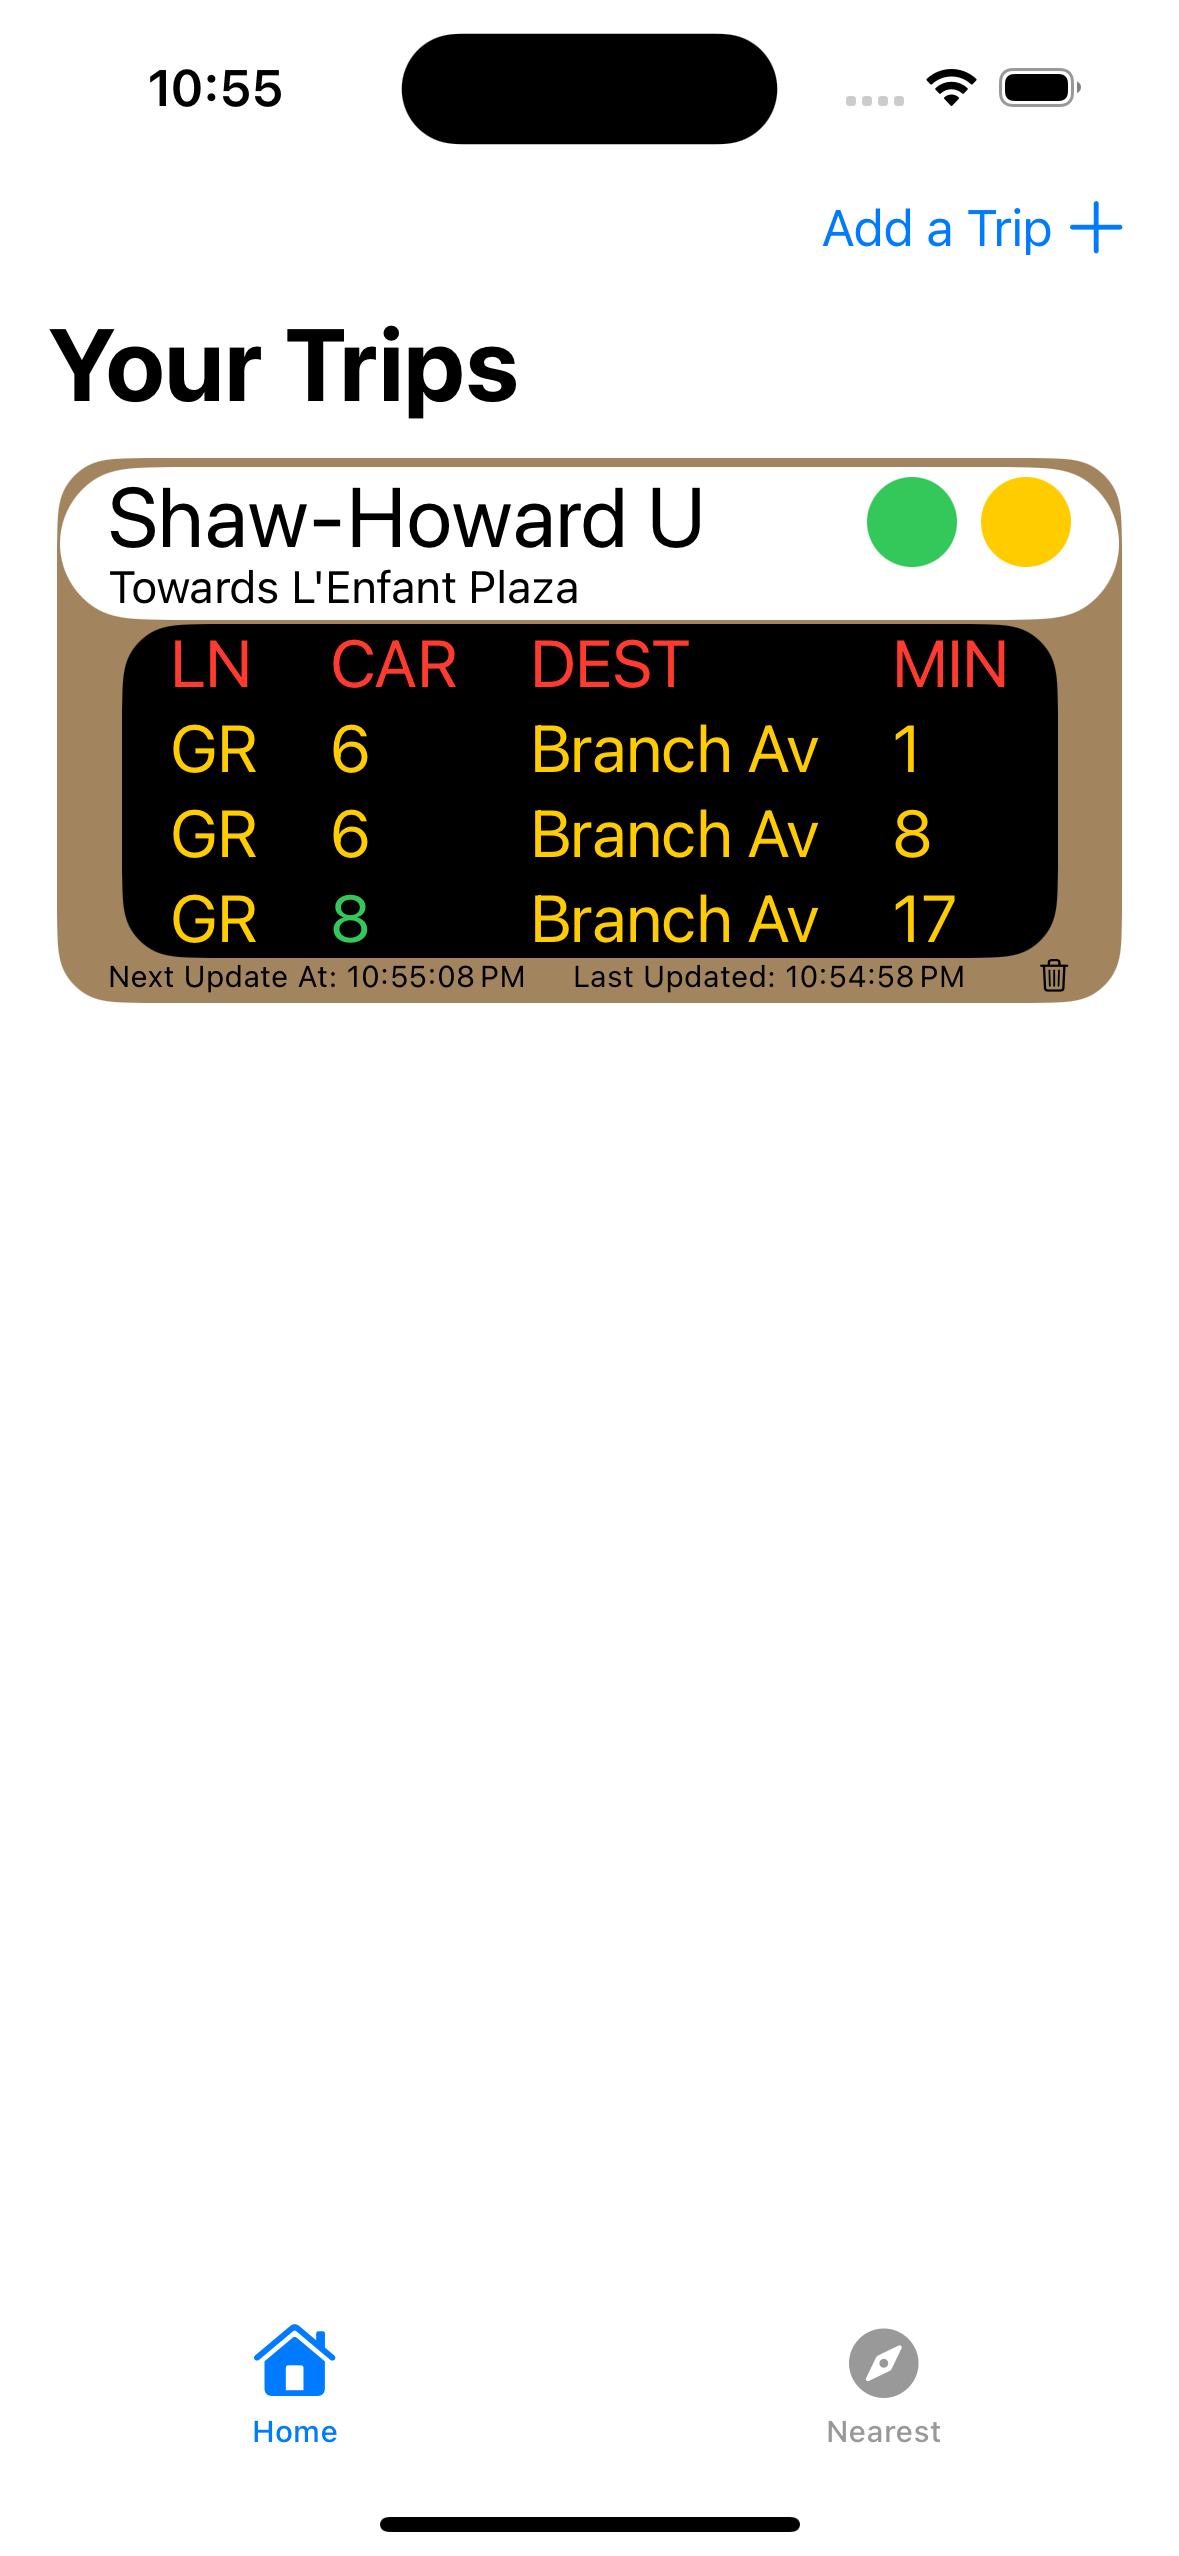 10:55
Add a Trip
Your Trips
Shaw-Howard U
Towards L'Enfant Plaza
LN CAR DEST MIN
GR 6 Branch Av 1
GR 6 Branch Av 8
GR 8 Branch Av 17
Next Update At: 10:55:08 PM Last Updated: 10:54:58 PM
Home Nearest